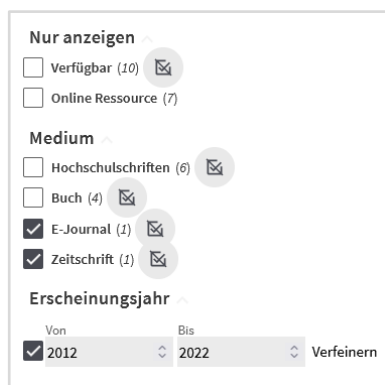 Nur anzeigen
Verfügbar (10)
Online Ressource (7)
Medium
Hochschulschriften (6)
Buch (4)
E-Journal (1)
Zeitschrift (1)
Erscheinungsjahr
Von Bis
2012 2022 Verfeinern